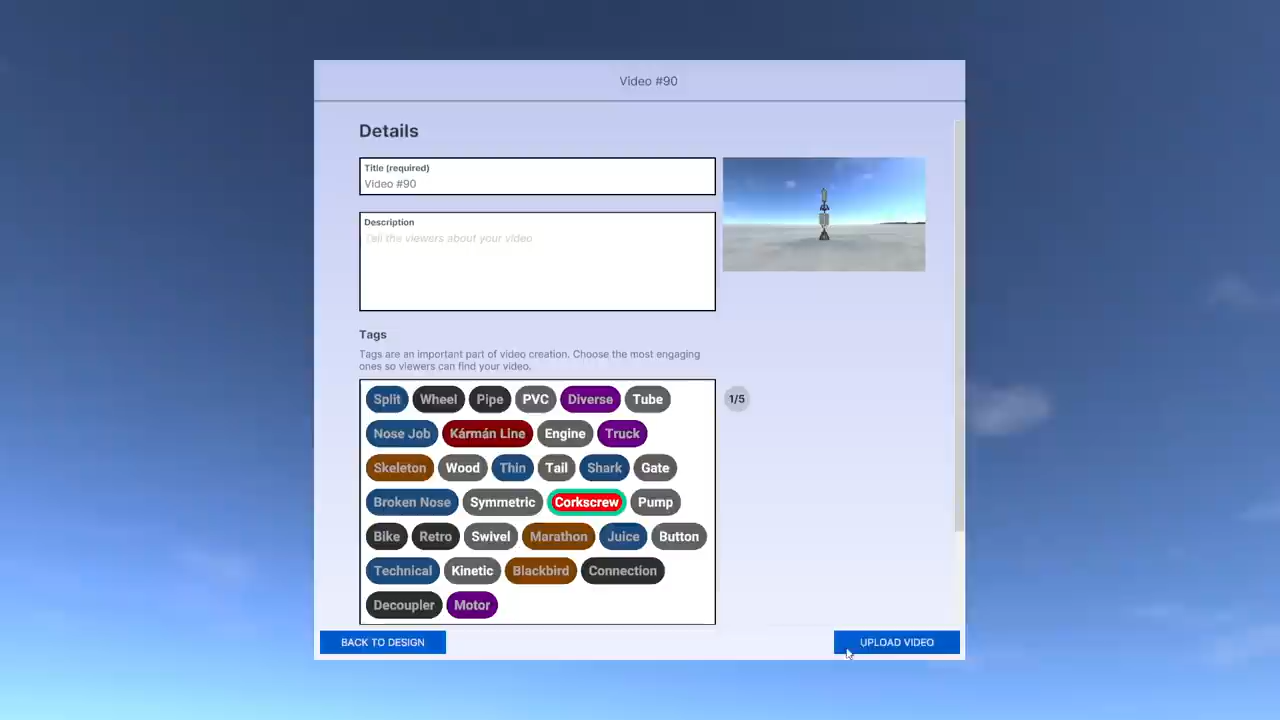 Video #90
Details
Title (required)
Video #90
Description
Tell the viewers about your video
Tags
Tags are an important part of video creation. Choose the most engaging
ones so viewers can find your video.
Split Wheel Pipe PVC Diverse Tube
1/5
Nose Job Kármán Line Engine Truck
Skeleton Wood Thin Tail Shark Gate
Broken Nose Symmetric Corkscrew Pump
Bike Retro Swivel Marathon Juice Button
Technical Kinetic Blackbird Connection
Decoupler Motor
BACK TO DESIGN
UPLOAD VIDEO